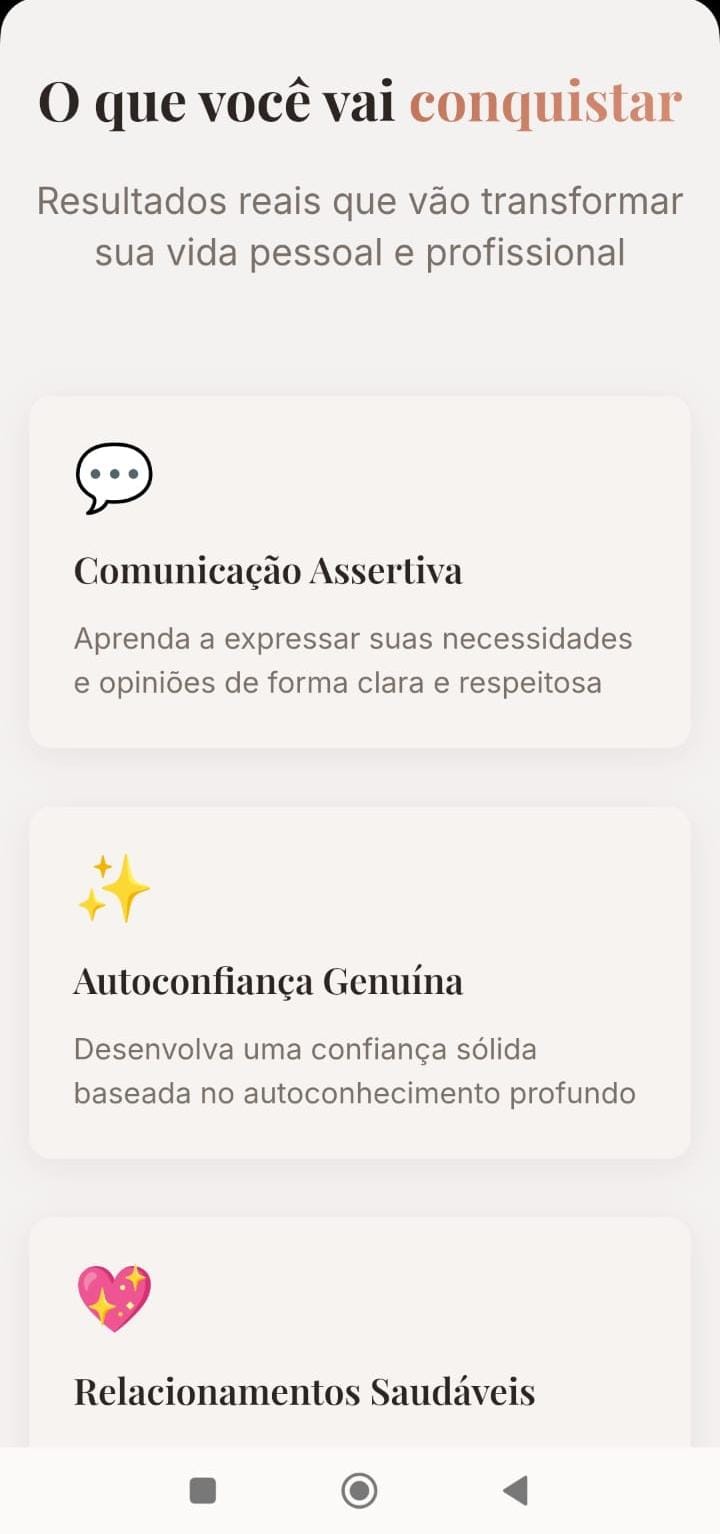 O que você vai conquistar
Resultados reais que vão transformar
sua vida pessoal e profissional
Comunicação Assertiva
Aprenda a expressar suas necessidades
e opiniões de forma clara e respeitosa
Autoconfiança Genuína
Desenvolva uma confiança sólida
baseada no autoconhecimento profundo
Relacionamentos Saudáveis